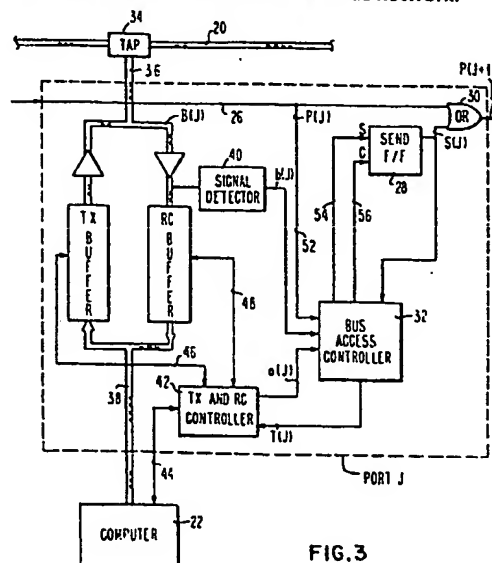 34
20
TAP
36
P(J+1)
30
OR
26
B(J)
P(J)
S
SEND
F/F
C
28
S(J)
40
SIGNAL
DETECTOR
b(J)
54
56
52
TX
BUFFER
RC
BUFFER
48
BUS
ACCESS
CONTROLLER
32
46
42
a(J)
38
TX AND RC
CONTROLLER
T(J)
44
PORT J
COMPUTER
22
FIG.3